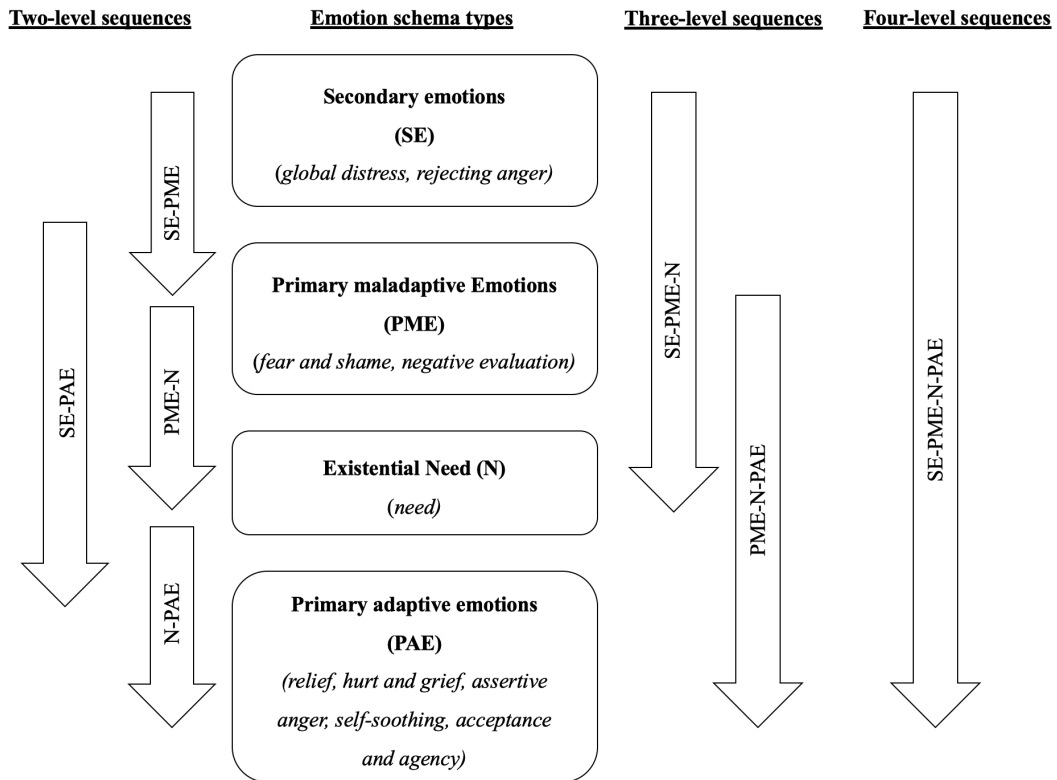 Two-level sequences
Emotion schema types
Three-level sequences
Four-level sequences
Secondary emotions
(SE)
(global distress, rejecting anger)
SE-PME
SE-PAE
Primary maladaptive Emotions
(PME)
(fear and shame, negative evaluation)
PME-N
Existential Need (N)
(need)
N-PAE
Primary adaptive emotions
(PAE)
(relief, hurt and grief, assertive
anger, self-soothing, acceptance
and agency)
SE-PME-N
PME-N-PAE
SE-PME-N-PAE